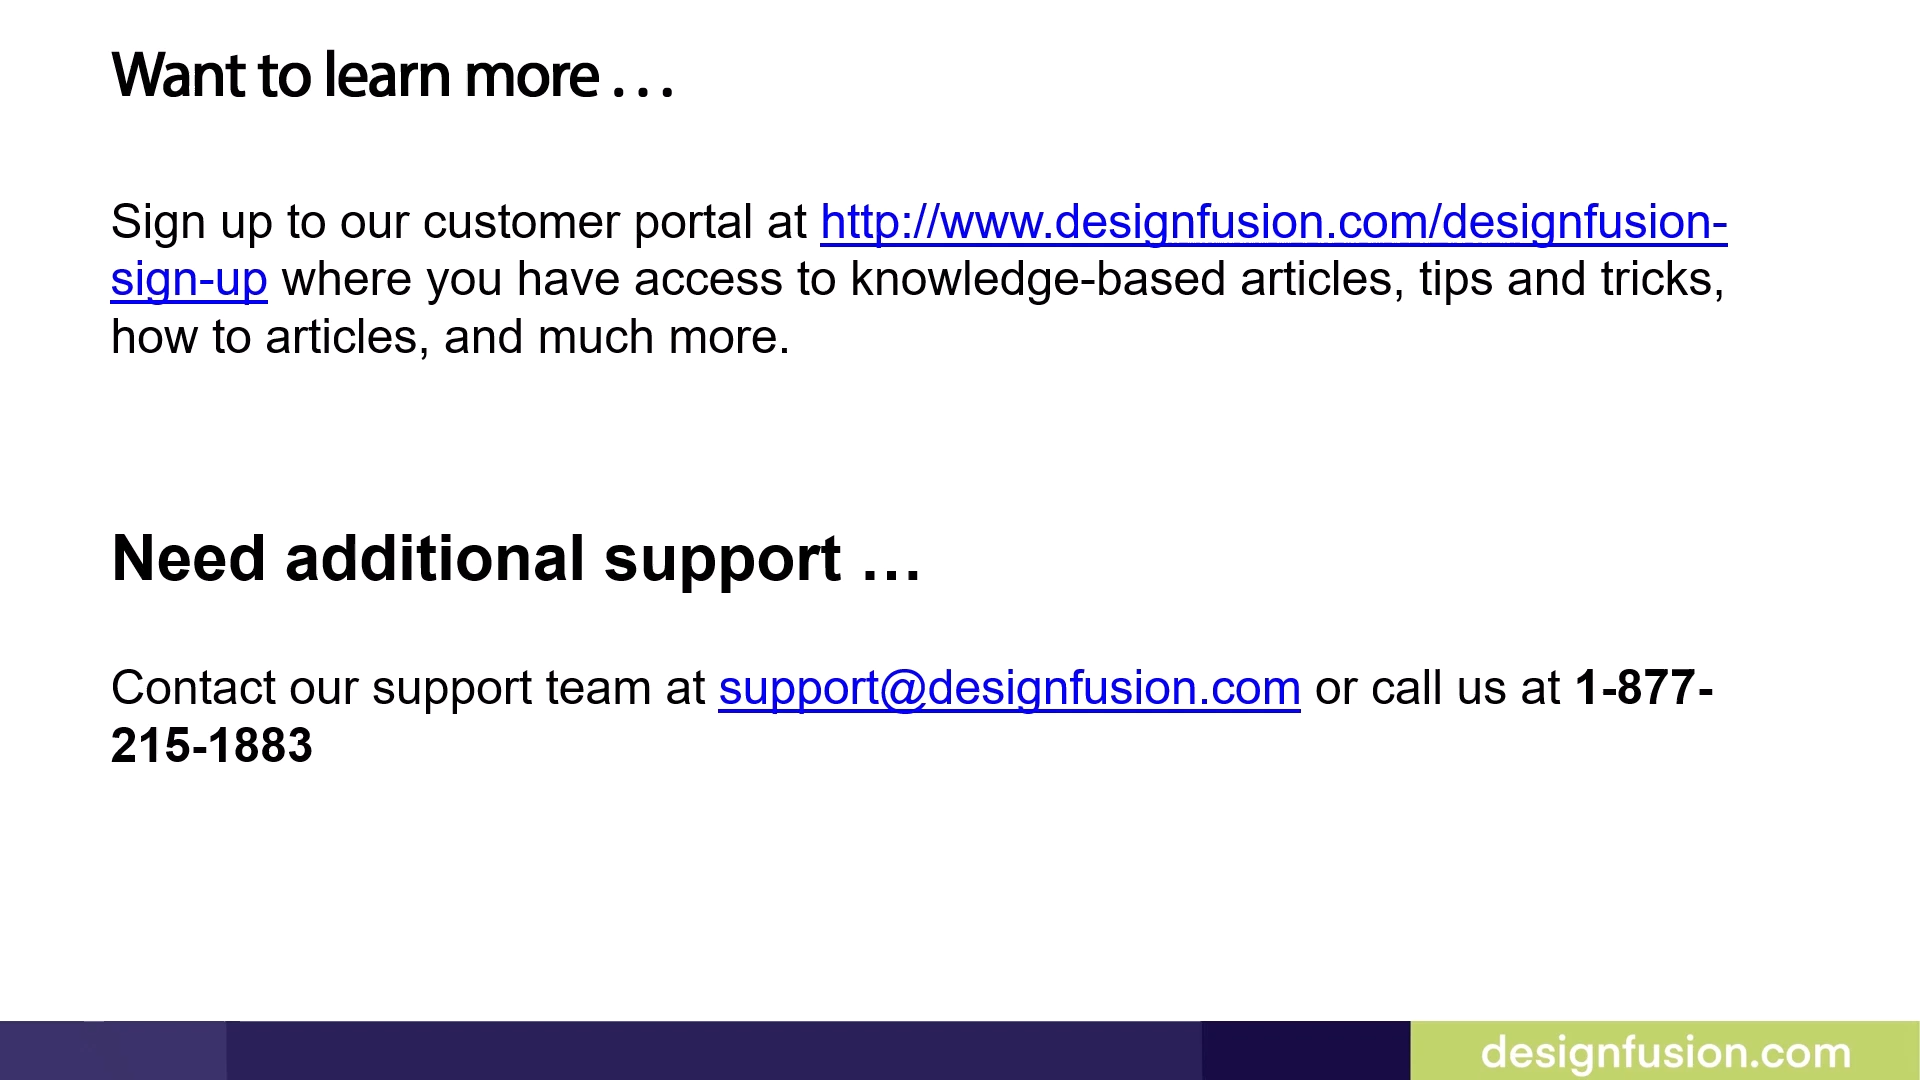 Want to learn more . . .
Sign up to our customer portal at http://www.designfusion.com/designfusion-
sign-up where you have access to knowledge-based articles, tips and tricks,
how to articles, and much more.
Need additional support …
Contact our support team at support@designfusion.com or call us at 1-877-
215-1883
designfusion.com